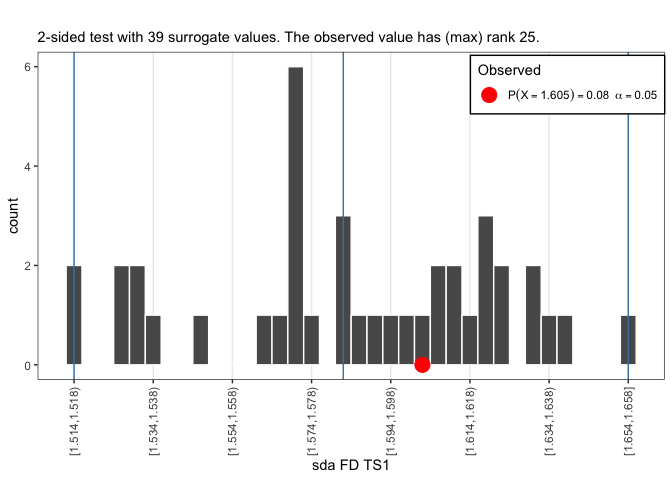 2-sided test with 39 surrogate values. The observed value has (max) rank 25.
Observed
P(X = 1.605) = 0.08 α = 0.05
6
4
2
0
count
[1.514,1.518)
[1.534,1.538)
[1.554,1.558)
[1.574,1.578)
[1.594,1.598)
[1.614,1.618)
[1.634,1.638)
[1.654,1.658]
sda FD TS1